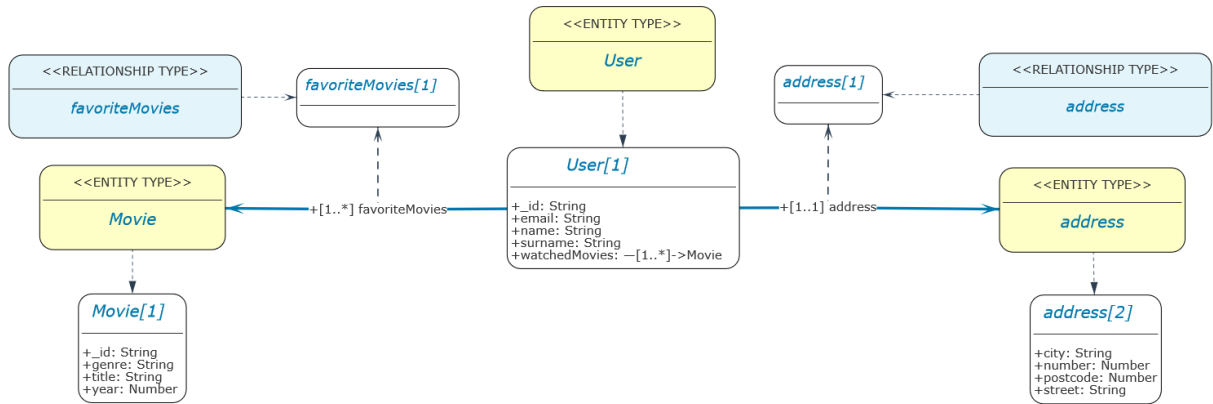 <<ENTITY TYPE>>
User
<<RELATIONSHIP TYPE>>
favoriteMovies
favoriteMovies[1]
address[1]
<<RELATIONSHIP TYPE>>
address
<<ENTITY TYPE>>
Movie
+[1..*] favoriteMovies
User[1]
+_id: String
+email: String
+name: String
+surname: String
+watchedMovies: —[1..*]->Movie
+[1..1] address
<<ENTITY TYPE>>
address
Movie[1]
+_id: String
+genre: String
+title: String
+year: Number
address[2]
+city: String
+number: Number
+postcode: Number
+street: String